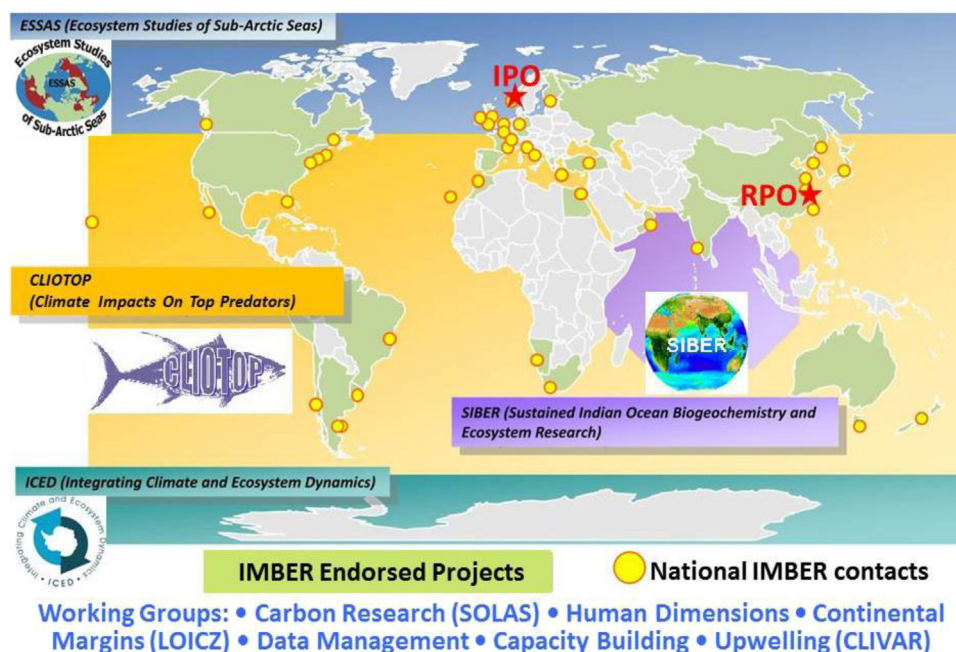 ESSAS (Ecosystem Studies of Sub-Arctic Seas)
Ecosystem Studies
ESSAS
of Sub-Arctic Seas
IPO
RPO
CLIOTOP
(Climate Impacts On Top Predators)
CLIOTOP
SIBER
SIBER (Sustained Indian Ocean Biogeochemistry and
Ecosystem Research)
ICED (Integrating Climate and Ecosystem Dynamics)
Integrating Climate and Ecosystem Dynamics
• ICED •
IMBER Endorsed Projects
National IMBER contacts
Working Groups: • Carbon Research (SOLAS) • Human Dimensions • Continental
Margins (LOICZ) • Data Management • Capacity Building • Upwelling (CLIVAR)